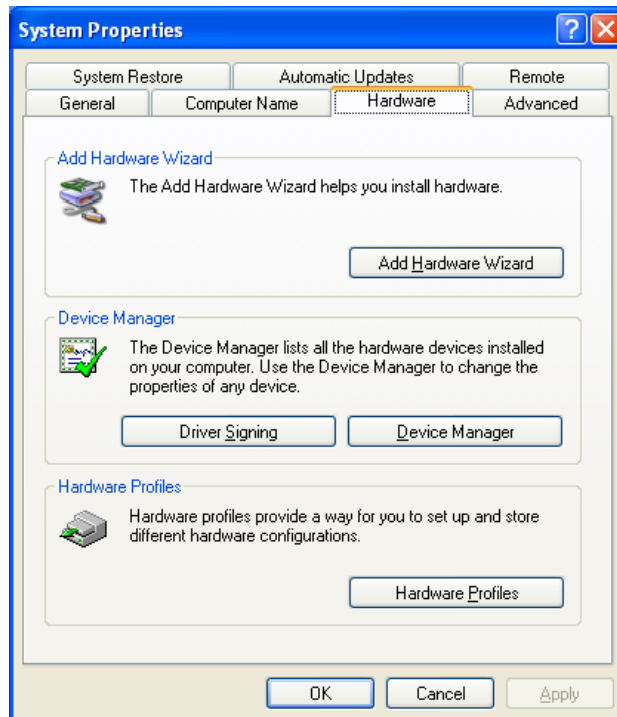 System Properties
System Restore
Automatic Updates
Remote
General
Computer Name
Hardware
Advanced
Add Hardware Wizard
The Add Hardware Wizard helps you install hardware.
Add Hardware Wizard
Device Manager
The Device Manager lists all the hardware devices installed
on your computer. Use the Device Manager to change the
properties of any device.
Driver Signing
Device Manager
Hardware Profiles
Hardware profiles provide a way for you to set up and store
different hardware configurations.
Hardware Profiles
OK
Cancel
Apply